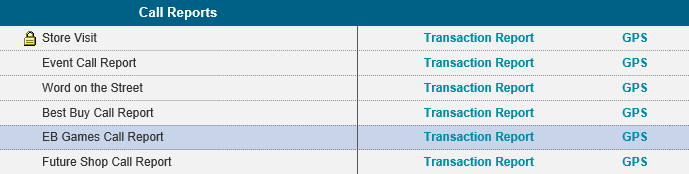 Call Reports
Store Visit Transaction Report GPS
Event Call Report Transaction Report GPS
Word on the Street Transaction Report GPS
Best Buy Call Report Transaction Report GPS
EB Games Call Report Transaction Report GPS
Future Shop Call Report Transaction Report GPS